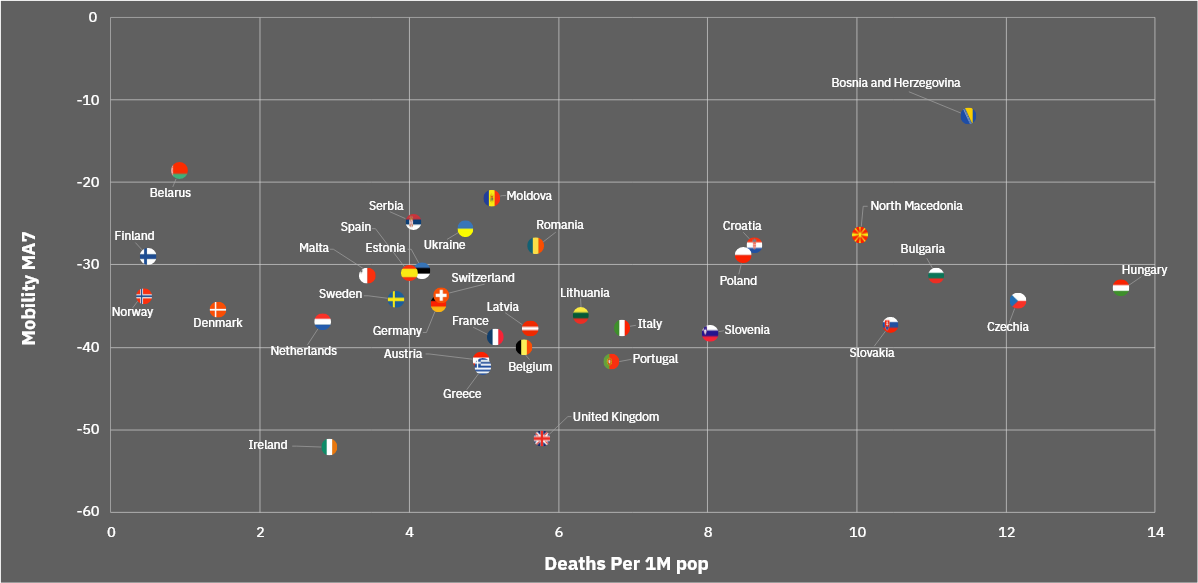 0
-10
-20
-30
-40
-50
-60
Mobility MA7
Bosnia and Herzegovina
Belarus
Serbia
Moldova
North Macedonia
Spain
Romania
Croatia
Finland
Malta
Estonia
Ukraine
Bulgaria
Hungary
Switzerland
Poland
Sweden
Lithuania
Norway
Latvia
Denmark
France
Italy
Germany
Slovenia
Czechia
Netherlands
Austria
Slovakia
Portugal
Belgium
Greece
United Kingdom
Ireland
0 2 4 6 8 10 12 14
Deaths Per 1M pop